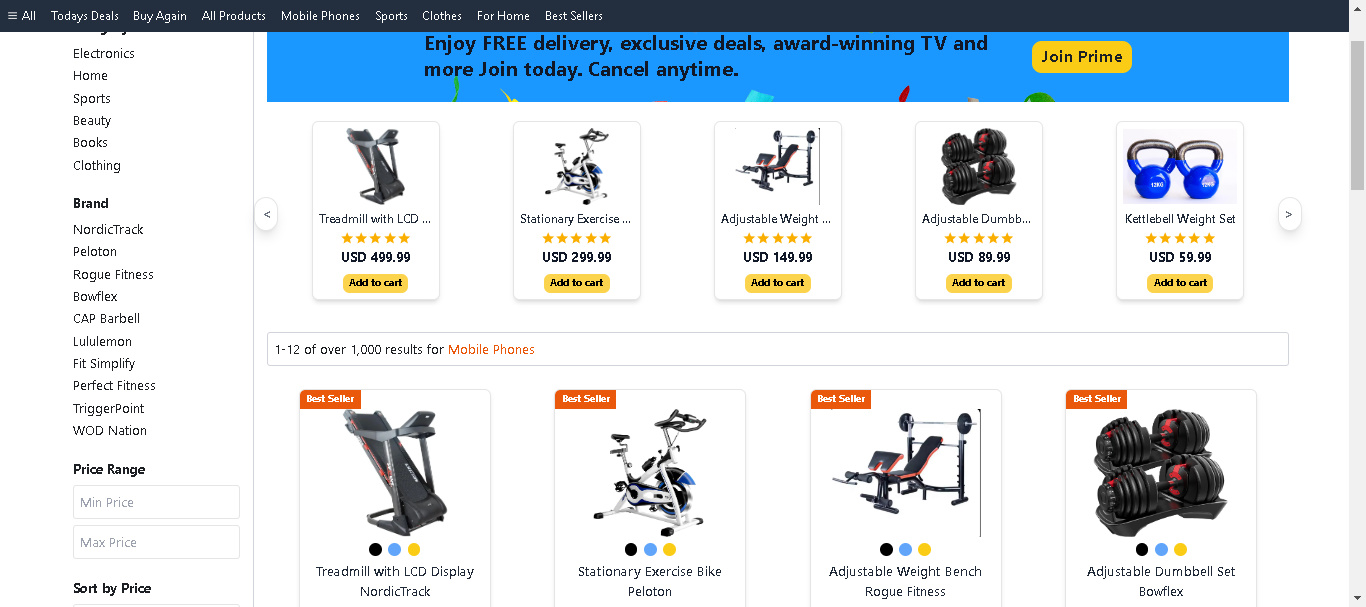 ≡ All Todays Deals Buy Again All Products Mobile Phones Sports Clothes For Home Best Sellers
Electronics
Home
Sports
Beauty
Books
Clothing
Brand
NordicTrack
Peloton
Rogue Fitness
Bowflex
CAP Barbell
Lululemon
Fit Simplify
Perfect Fitness
TriggerPoint
WOD Nation
Price Range
Min Price
Max Price
Sort by Price
Enjoy FREE delivery, exclusive deals, award-winning TV and
more Join today. Cancel anytime.
Join Prime
<
Treadmill with LCD ...
USD 499.99
Add to cart
Stationary Exercise ...
USD 299.99
Add to cart
Adjustable Weight ...
USD 149.99
Add to cart
Adjustable Dumbb...
USD 89.99
Add to cart
12KG 12KG
Kettlebell Weight Set
USD 59.99
Add to cart
>
1-12 of over 1,000 results for Mobile Phones
Best Seller
Treadmill with LCD Display
NordicTrack
Best Seller
Stationary Exercise Bike
Peloton
Best Seller
Adjustable Weight Bench
Rogue Fitness
Best Seller
Adjustable Dumbbell Set
Bowflex